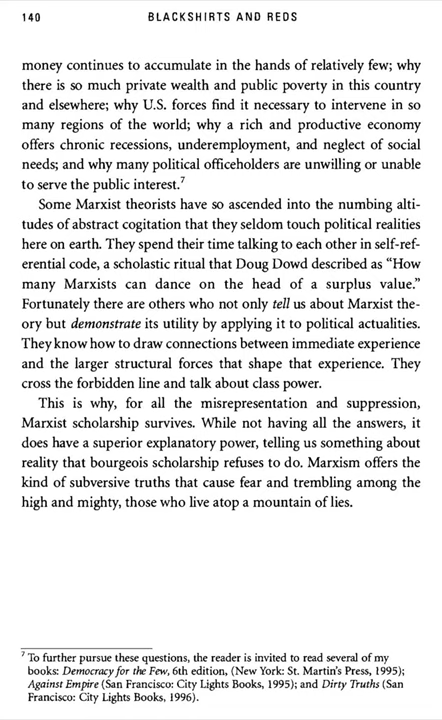 140 BLACKSHIRTS AND REDS
money continues to accumulate in the hands of relatively few; why
there is so much private wealth and public poverty in this country
and elsewhere; why U.S. forces find it necessary to intervene in so
many regions of the world; why a rich and productive economy
offers chronic recessions, underemployment, and neglect of social
needs; and why many political officeholders are unwilling or unable
to serve the public interest.⁷
Some Marxist theorists have so ascended into the numbing alti-
tudes of abstract cogitation that they seldom touch political realities
here on earth. They spend their time talking to each other in self-ref-
erential code, a scholastic ritual that Doug Dowd described as “How
many Marxists can dance on the head of a surplus value.”
Fortunately there are others who not only tell us about Marxist the-
ory but demonstrate its utility by applying it to political actualities.
They know how to draw connections between immediate experience
and the larger structural forces that shape that experience. They
cross the forbidden line and talk about class power.
This is why, for all the misrepresentation and suppression,
Marxist scholarship survives. While not having all the answers, it
does have a superior explanatory power, telling us something about
reality that bourgeois scholarship refuses to do. Marxism offers the
kind of subversive truths that cause fear and trembling among the
high and mighty, those who live atop a mountain of lies.
⁷ To further pursue these questions, the reader is invited to read several of my
books: Democracy for the Few, 6th edition, (New York: St. Martin’s Press, 1995);
Against Empire (San Francisco: City Lights Books, 1995); and Dirty Truths (San
Francisco: City Lights Books, 1996).